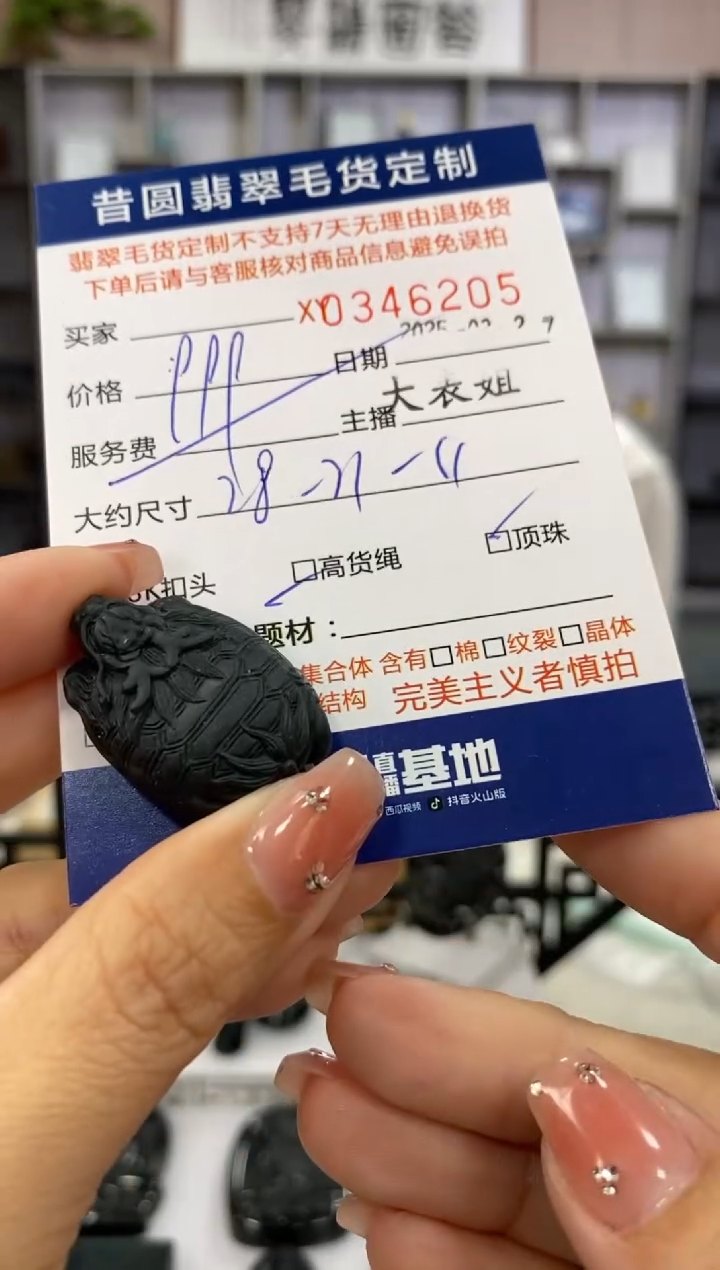 昔圆翡翠毛货定制
翡翠毛货定制不支持7天无理由退换货
下单后请与客服核对商品信息避免误拍
买家 XY0346205
价格 日期
服务费 主播 大衣姐
大约尺寸 28-21-11
K扣头 高货绳 顶珠
题材：
集合体 含有 棉 纹裂 晶体
结构 完美主义者慎拍
直播基地
西瓜视频 抖音火山版